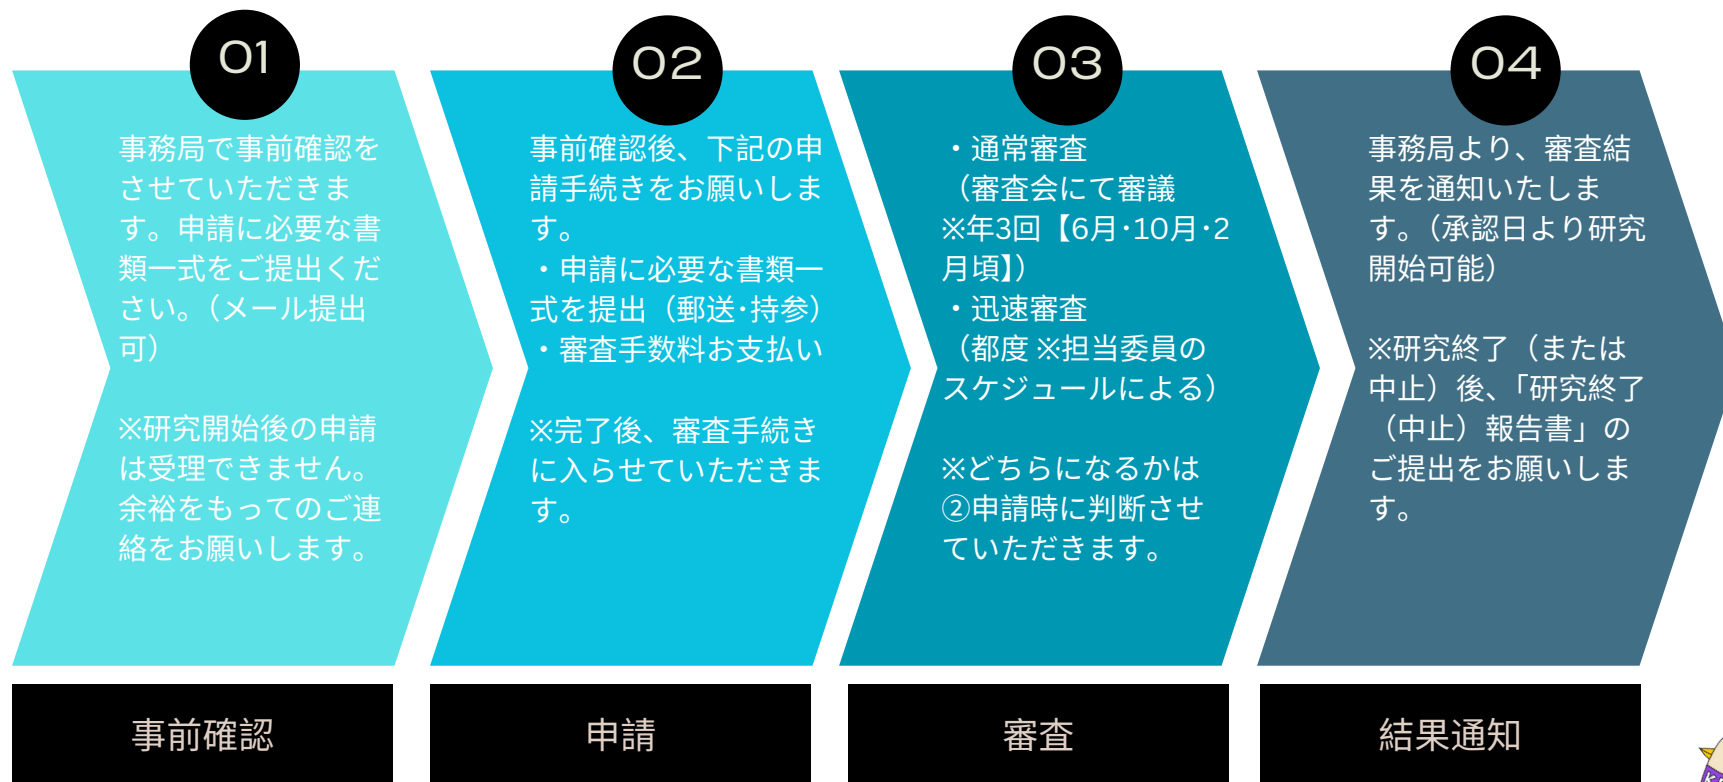 01
事務局で事前確認を
させていただきま
す。申請に必要な書
類一式をご提出くだ
さい。（メール提出
可）
※研究開始後の申請
は受理できません。
余裕をもってのご連
絡をお願いします。
事前確認
02
事前確認後、下記の申
請手続きをお願いしま
す。
・申請に必要な書類一
式を提出（郵送･持参）
・審査手数料お支払い
※完了後、審査手続き
に入らせていただきま
す。
申請
03
・通常審査
（審査会にて審議
※年3回【6月･10月･2
月頃】）
・迅速審査
（都度 ※担当委員の
スケジュールによる）
※どちらになるかは
②申請時に判断させ
ていただきます。
審査
04
事務局より、審査結
果を通知いたしま
す。（承認日より研究
開始可能）
※研究終了（または
中止）後、「研究終了
（中止）報告書」の
ご提出をお願いしま
す。
結果通知